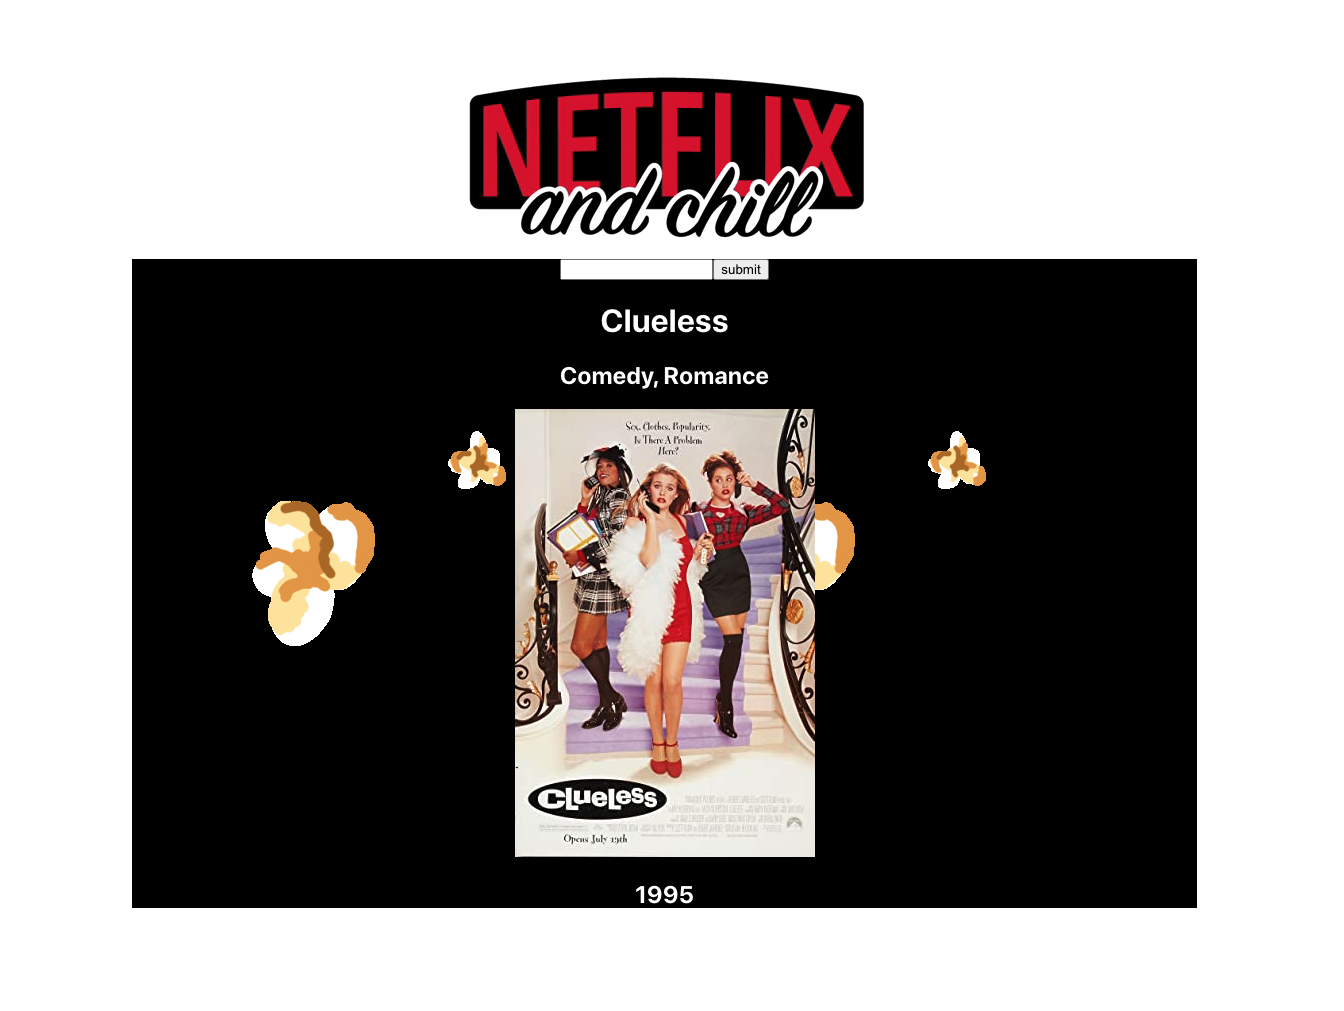 NETFLIX
and chill
submit
Clueless
Comedy, Romance
Sex. Clothes. Popularity.
Is There A Problem
Here?
CLUELESS
Opens July 19th
1995